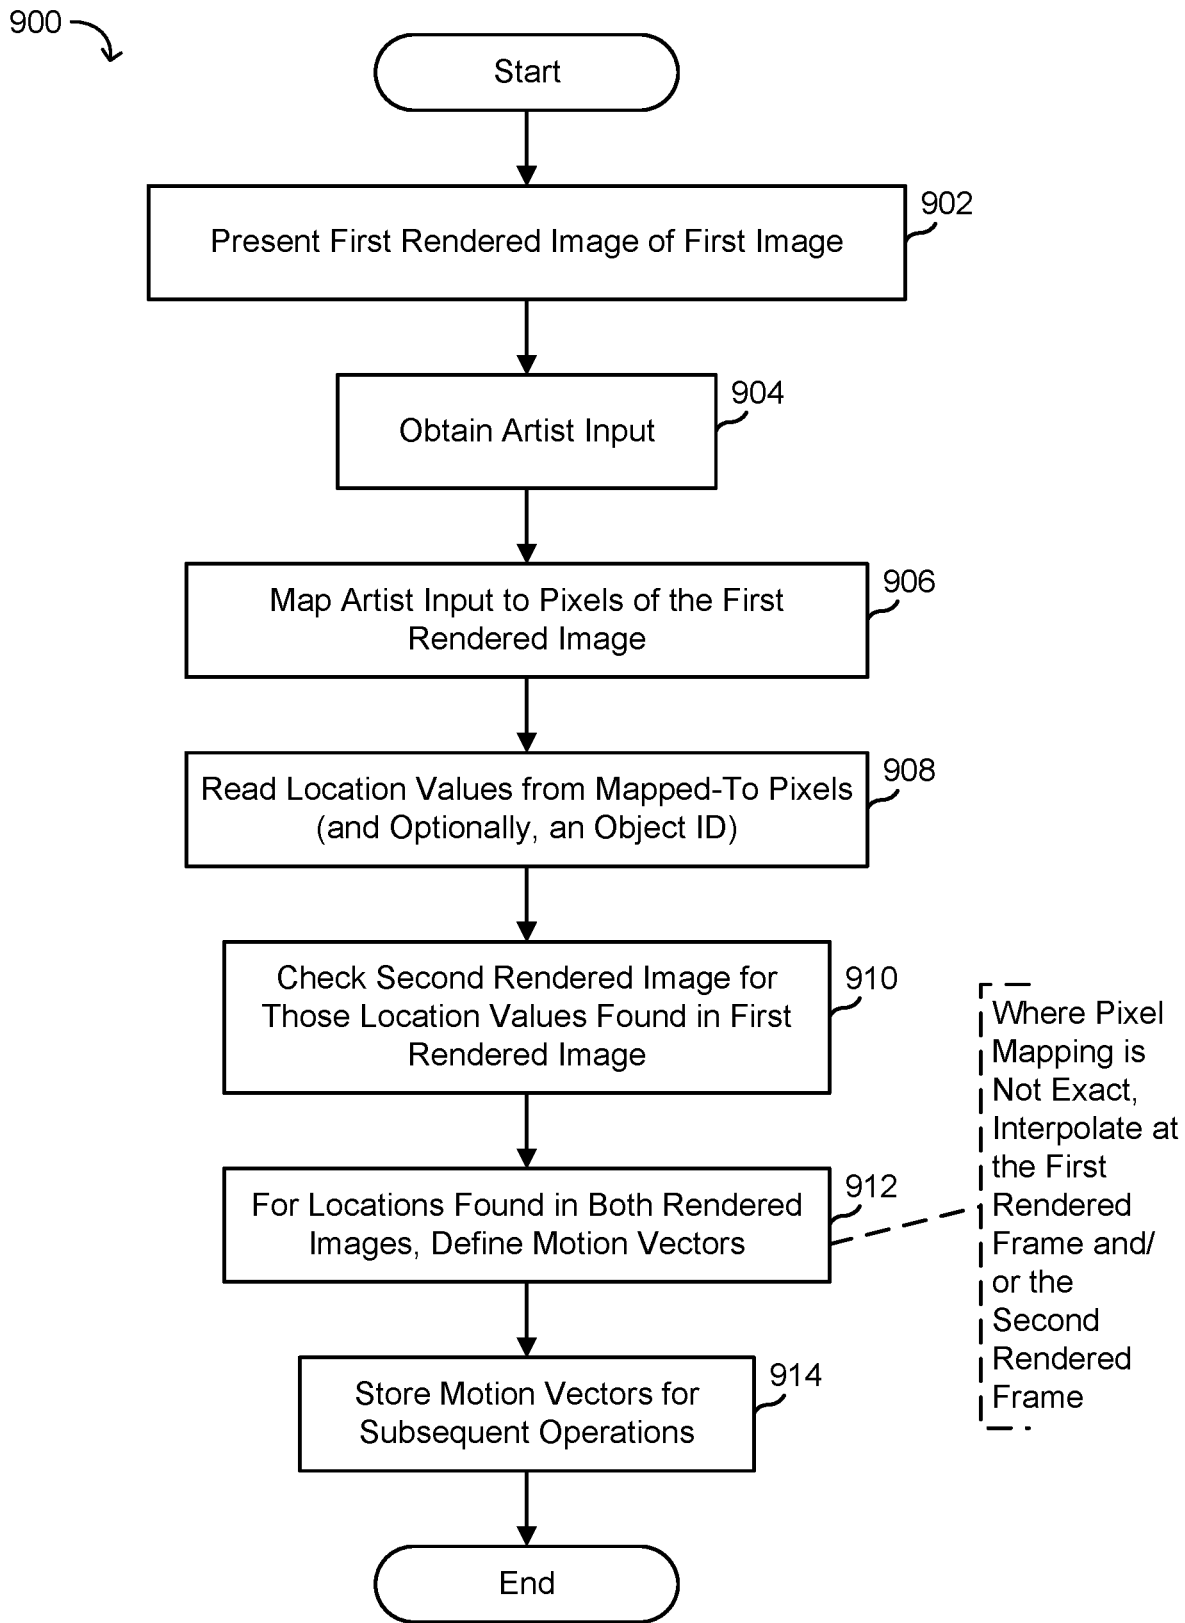 900
Start
902
Present First Rendered Image of First Image
904
Obtain Artist Input
906
Map Artist Input to Pixels of the First
Rendered Image
908
Read Location Values from Mapped-To Pixels
(and Optionally, an Object ID)
910
Check Second Rendered Image for
Those Location Values Found in First
Rendered Image
912
For Locations Found in Both Rendered
Images, Define Motion Vectors
Where Pixel
Mapping is
Not Exact,
Interpolate at
the First
Rendered
Frame and/
or the
Second
Rendered
Frame
914
Store Motion Vectors for
Subsequent Operations
End